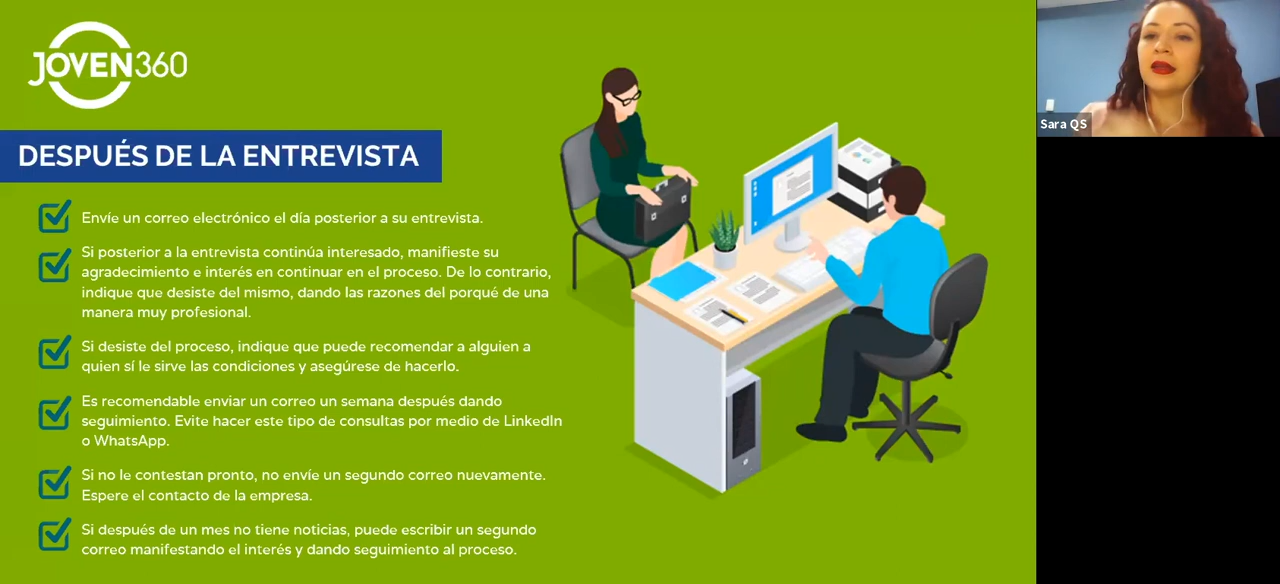 JOVEN360
DESPUÉS DE LA ENTREVISTA
Envíe un correo electrónico el día posterior a su entrevista.
Si posterior a la entrevista continúa interesado, manifieste su
agradecimiento e interés en continuar en el proceso. De lo contrario,
indique que desiste del mismo, dando las razones del porqué de una
manera muy profesional.
Si desiste del proceso, indique que puede recomendar a alguien a
quien sí le sirve las condiciones y asegúrese de hacerlo.
Es recomendable enviar un correo un semana después dando
seguimiento. Evite hacer este tipo de consultas por medio de LinkedIn
o WhatsApp.
Si no le contestan pronto, no envíe un segundo correo nuevamente.
Espere el contacto de la empresa.
Si después de un mes no tiene noticias, puede escribir un segundo
correo manifestando el interés y dando seguimiento al proceso.
Sara QS